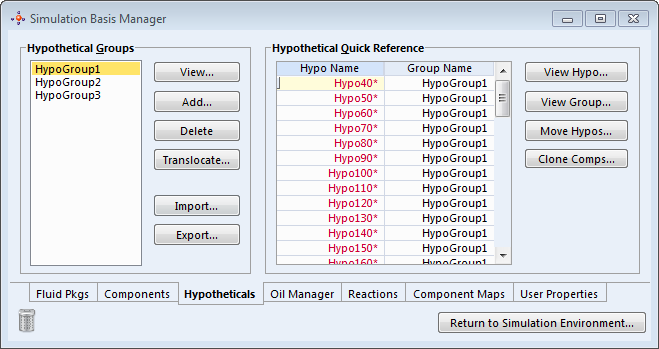 Simulation Basis Manager
Hypothetical Groups
HypoGroup1
HypoGroup2
HypoGroup3
View...
Add...
Delete
Translocate...
Import...
Export...
Hypothetical Quick Reference
Hypo Name Group Name
Hypo40* HypoGroup1
Hypo50* HypoGroup1
Hypo60* HypoGroup1
Hypo70* HypoGroup1
Hypo80* HypoGroup1
Hypo90* HypoGroup1
Hypo100* HypoGroup1
Hypo110* HypoGroup1
Hypo120* HypoGroup1
Hypo130* HypoGroup1
Hypo140* HypoGroup1
Hypo150* HypoGroup1
Hypo160* HypoGroup1
View Hypo...
View Group...
Move Hypos...
Clone Comps...
Fluid Pkgs Components Hypotheticals Oil Manager Reactions Component Maps User Properties
Return to Simulation Environment...